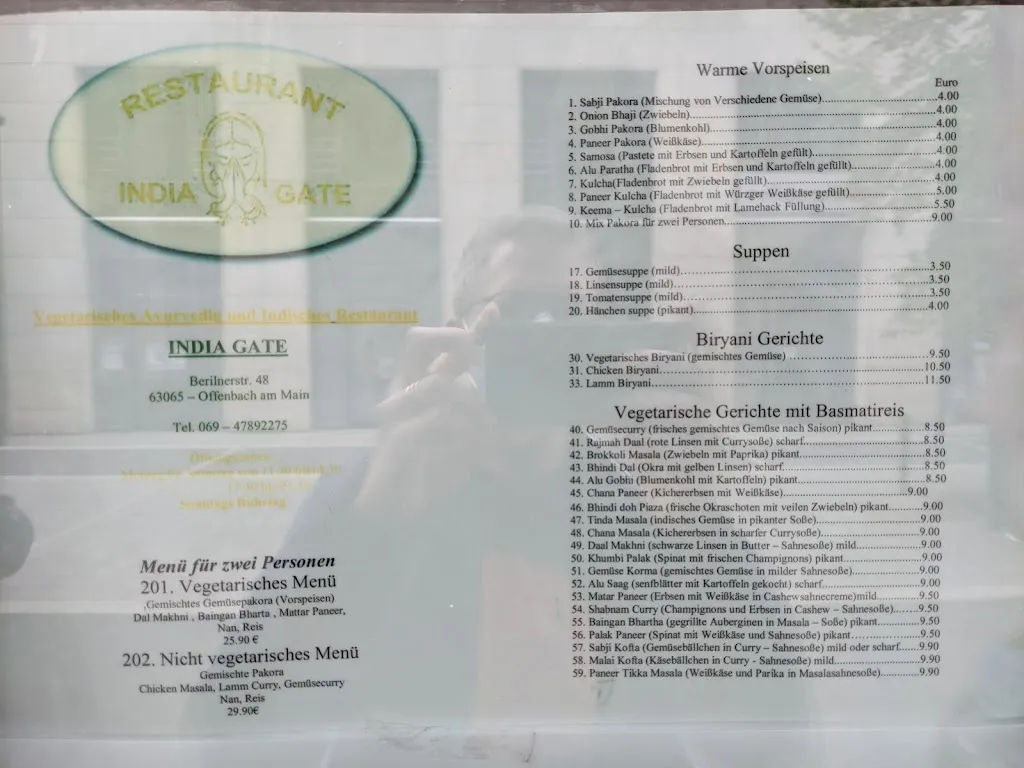 RESTAURANT
INDIA GATE
Vegetarisches Ayurvedig und Indisches Restaurant
INDIA GATE
Berilnerstr. 48
63065 – Offenbach am Main
Tel. 069 – 47892275
Sonntags Ruhetag
Menü für zwei Personen
201. Vegetarisches Menü
,Gemischtes Gemüsepakora (Vorspeisen)
Dal Makhni , Baingan Bharta , Mattar Paneer,
Nan, Reis
25.90 €
202. Nicht vegetarisches Menü
Gemischte Pakora
Chicken Masala, Lamm Curry, Gemüsecurry
Nan, Reis
29.90€
Warme Vorspeisen
Euro
1. Sabji Pakora (Mischung von Verschiedene Gemüse)..............................4.00
2. Onion Bhaji (Zwiebeln)..............................4.00
3. Gobhi Pakora (Blumenkohl)..............................4.00
4. Paneer Pakora (Weißkäse)..............................4.00
5. Samosa (Pastete mit Erbsen und Kartoffeln gefült)..............................4.00
6. Alu Paratha (Fladenbrot mit Erbsen und Kartoffeln gefüllt)..............................4.00
7. Kulcha(Fladenbrot mit Zwiebeln gefüllt)..............................4.00
8. Paneer Kulcha (Fladenbrot mit Würzger Weißkäse gefüllt)..............................5.00
9. Keema – Kulcha (Fladenbrot mit Lamehack Füllung)..............................5.50
10. Mix Pakora für zwei Personen..............................9.00
Suppen
17. Gemüsesuppe (mild)..............................3.50
18. Linsensuppe (mild)..............................3.50
19. Tomatensuppe (mild)..............................3.50
20. Hänchen suppe (pikant)..............................4.00
Biryani Gerichte
30. Vegetarisches Biryani (gemischtes Gemüse) ..............................9.50
31. Chicken Biryani..............................10.50
33. Lamm Biryani..............................11.50
Vegetarische Gerichte mit Basmatireis
40. Gemüsecurry (frisches gemischtes Gemüse nach Saison) pikant..................8.50
41. Rajmah Daal (rote Linsen mit Currysoße) scharf..............................8.50
42. Brokkoli Masala (Zwiebeln mit Paprika) pikant..............................8.50
43. Bhindi Dal (Okra mit gelben Linsen) scharf..............................8.50
44. Alu Gobhi (Blumenkohl mit Kartoffeln) pikant..............................8.50
45. Chana Paneer (Kichererbsen mit Weißkäse)..............................9.00
46. Bhindi doh Piaza (frische Okraschoten mit veilen Zwiebeln) pikant...........9.00
47. Tinda Masala (indisches Gemüse in pikanter Soße)..............................9.00
48. Chana Masala (Kichererbsen in scharfer Currysoße)..............................9.00
49. Daal Makhni (schwarze Linsen in Butter – Sahnesoße) mild....................9.00
50. Khumbi Palak (Spinat mit frischen Champignons) pikant......................9.00
51. Gemüse Korma (gemischtes Gemüse in milder Sahnesoße)....................9.00
52. Alu Saag (senfblätter mit Kartoffeln gekocht) scharf..............................9.00
53. Matar Paneer (Erbsen mit Weißkäse in Cashewsahnecreme)mild..............9.50
54. Shabnam Curry (Champignons und Erbsen in Cashew – Sahnesoße).......9.50
55. Baingan Bhartha (gegrillte Auberginen in Masala – Soße) pikant.............9.50
56. Palak Paneer (Spinat mit Weißkäse und Sahnesoße) pikant....................9.50
57. Sabji Kofta (Gemüsebällchen in Curry – Sahnesoße) mild oder scharf.....9.90
58. Malai Kofta (Käsebällchen in Curry - Sahnesoße) mild........................9.90
59. Paneer Tikka Masala (Weißkäse und Parika in Masalasahnesoße).............9.90